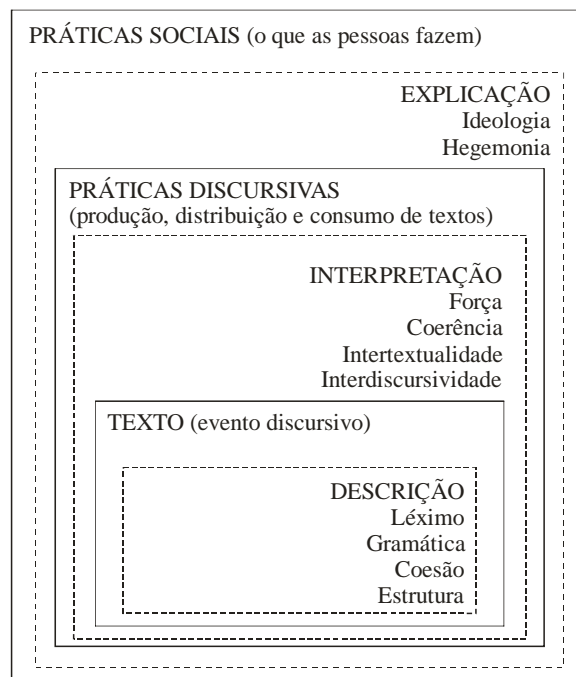 PRÁTICAS SOCIAIS (o que as pessoas fazem)
EXPLICAÇÃO
Ideologia
Hegemonia
PRÁTICAS DISCURSIVAS
(produção, distribuição e consumo de textos)
INTERPRETAÇÃO
Força
Coerência
Intertextualidade
Interdiscursividade
TEXTO (evento discursivo)
DESCRIÇÃO
Léximo
Gramática
Coesão
Estrutura